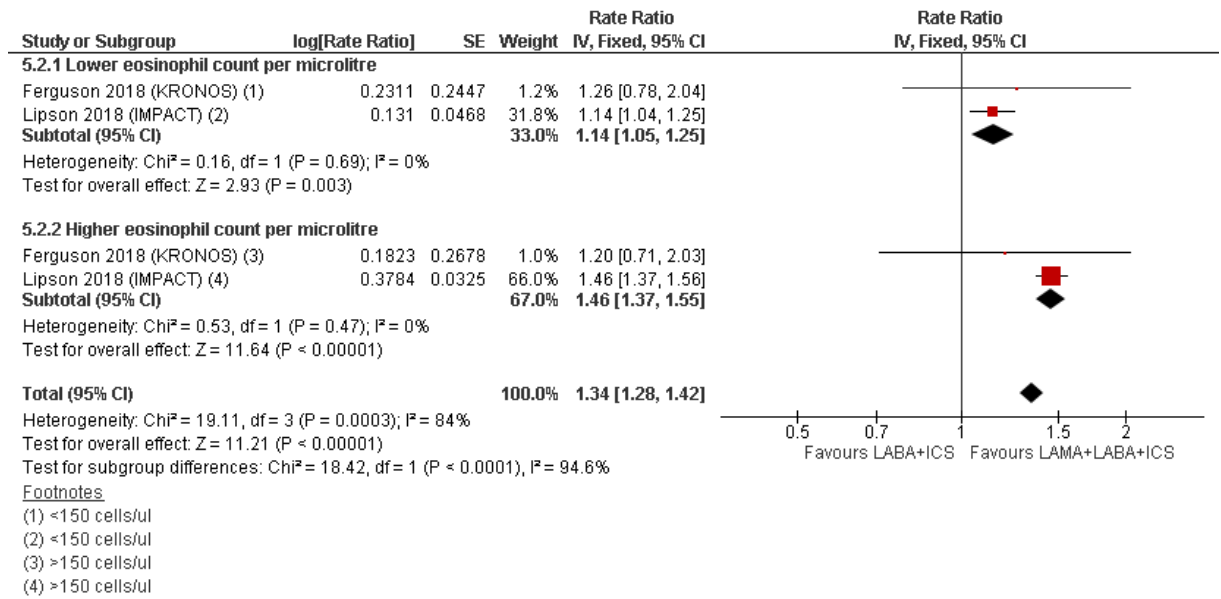 Rate Ratio Rate Ratio
Study or Subgroup log[Rate Ratio] SE Weight IV, Fixed, 95% CI IV, Fixed, 95% CI
5.2.1 Lower eosinophil count per microlitre
Ferguson 2018 (KRONOS) (1) 0.2311 0.2447 1.2% 1.26 [0.78, 2.04]
Lipson 2018 (IMPACT) (2) 0.131 0.0468 31.8% 1.14 [1.04, 1.25]
Subtotal (95% CI) 33.0% 1.14 [1.05, 1.25]
Heterogeneity: Chi² = 0.16, df = 1 (P = 0.69); I² = 0%
Test for overall effect: Z = 2.93 (P = 0.003)
5.2.2 Higher eosinophil count per microlitre
Ferguson 2018 (KRONOS) (3) 0.1823 0.2678 1.0% 1.20 [0.71, 2.03]
Lipson 2018 (IMPACT) (4) 0.3784 0.0325 66.0% 1.46 [1.37, 1.56]
Subtotal (95% CI) 67.0% 1.46 [1.37, 1.55]
Heterogeneity: Chi² = 0.53, df = 1 (P = 0.47); I² = 0%
Test for overall effect: Z = 11.64 (P < 0.00001)
Total (95% CI) 100.0% 1.34 [1.28, 1.42]
Heterogeneity: Chi² = 19.11, df = 3 (P = 0.0003); I² = 84%
Test for overall effect: Z = 11.21 (P < 0.00001)
Test for subgroup differences: Chi² = 18.42, df = 1 (P < 0.0001), I² = 94.6%
0.5 0.7 1 1.5 2
Favours LABA+ICS Favours LAMA+LABA+ICS
Footnotes
(1) <150 cells/ul
(2) <150 cells/ul
(3) >150 cells/ul
(4) >150 cells/ul